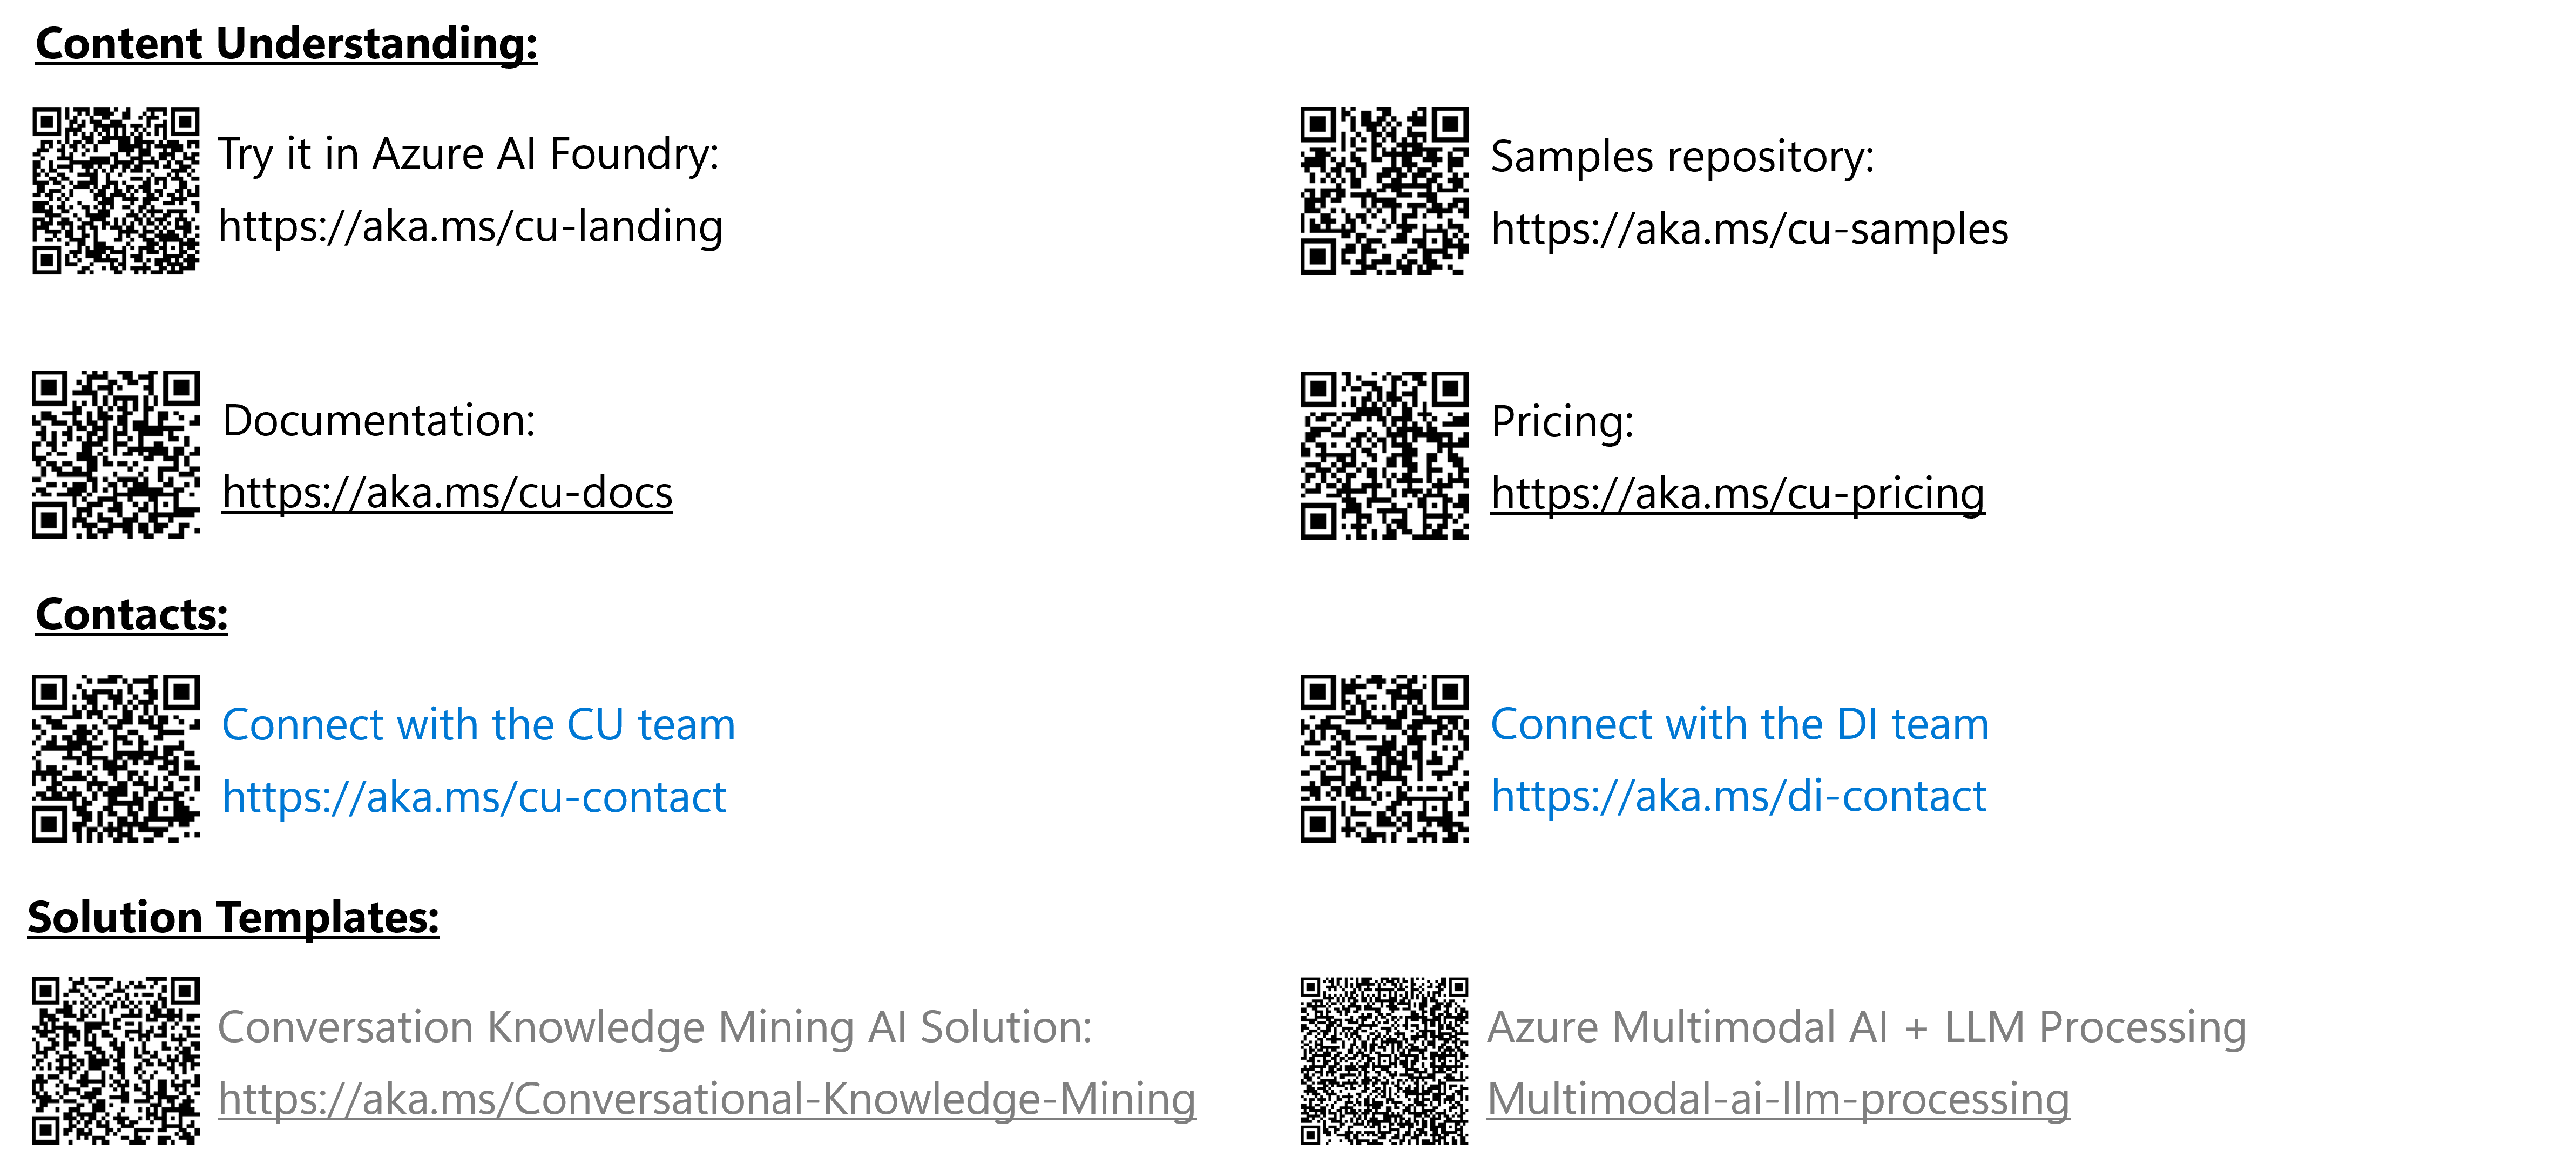 Content Understanding:
Try it in Azure AI Foundry:
https://aka.ms/cu-landing
Samples repository:
https://aka.ms/cu-samples
Documentation:
https://aka.ms/cu-docs
Pricing:
https://aka.ms/cu-pricing
Contacts:
Connect with the CU team
https://aka.ms/cu-contact
Connect with the DI team
https://aka.ms/di-contact
Solution Templates:
Conversation Knowledge Mining AI Solution:
https://aka.ms/Conversational-Knowledge-Mining
Azure Multimodal AI + LLM Processing
Multimodal-ai-llm-processing